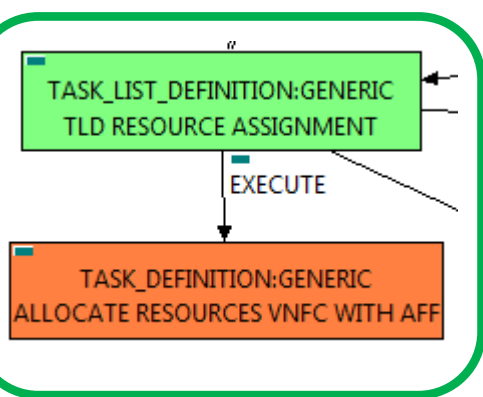 TASK_LIST_DEFINITION:GENERIC
TLD RESOURCE ASSIGNMENT
EXECUTE
TASK_DEFINITION:GENERIC
ALLOCATE RESOURCES VNFC WITH AFF